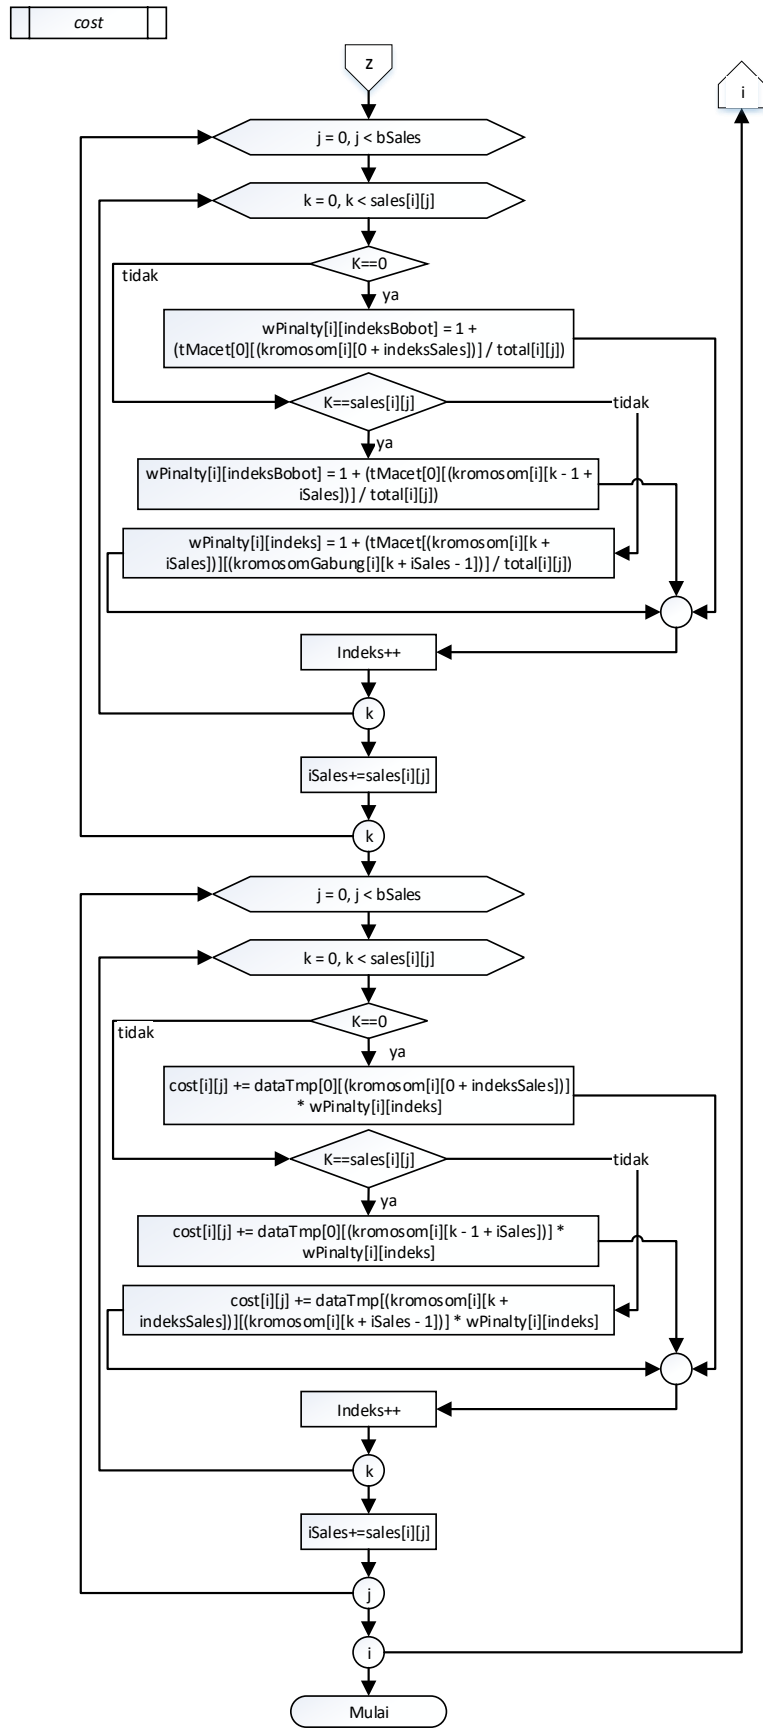 cost
z
i
j = 0, j < bSales
k = 0, k < sales[i][j]
K==0
tidak
ya
wPinalty[i][indeksBobot] = 1 +
(tMacet[0][(kromosom[i][0 + indeksSales])] / total[i][j])
K==sales[i][j]
tidak
ya
wPinalty[i][indeksBobot] = 1 + (tMacet[0][(kromosom[i][k - 1 +
iSales])] / total[i][j])
wPinalty[i][indeks] = 1 + (tMacet[(kromosom[i][k +
iSales])][(kromosomGabung[i][k + iSales - 1])] / total[i][j])
Indeks++
k
iSales+=sales[i][j]
k
j = 0, j < bSales
k = 0, k < sales[i][j]
K==0
tidak
ya
cost[i][j] += dataTmp[0][(kromosom[i][0 + indeksSales])]
* wPinalty[i][indeks]
K==sales[i][j]
tidak
ya
cost[i][j] += dataTmp[0][(kromosom[i][k - 1 + iSales])] *
wPinalty[i][indeks]
cost[i][j] += dataTmp[(kromosom[i][k +
indeksSales])][(kromosom[i][k + iSales - 1])] * wPinalty[i][indeks]
Indeks++
k
iSales+=sales[i][j]
j
i
Mulai